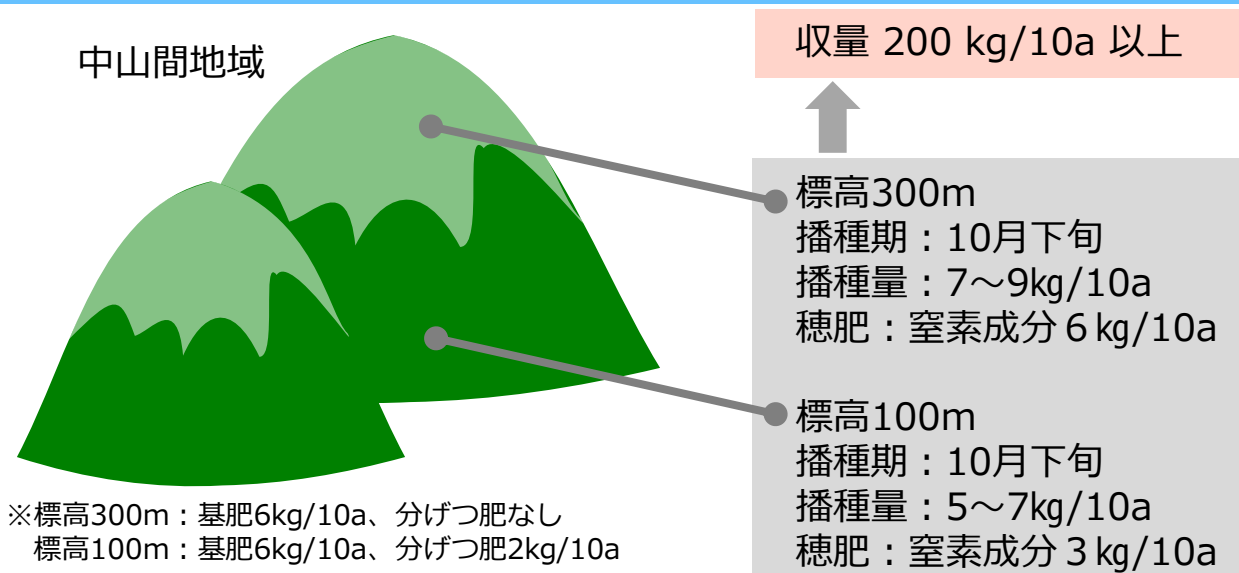 中山間地域
収量 200 kg/10a 以上
標高300m
播種期：10月下旬
播種量：7～9㎏/10a
穂肥：窒素成分６㎏/10a
標高100m
播種期：10月下旬
播種量：5～7㎏/10a
穂肥：窒素成分３㎏/10a
※標高300m：基肥6kg/10a、分げつ肥なし
標高100m：基肥6kg/10a、分げつ肥2kg/10a